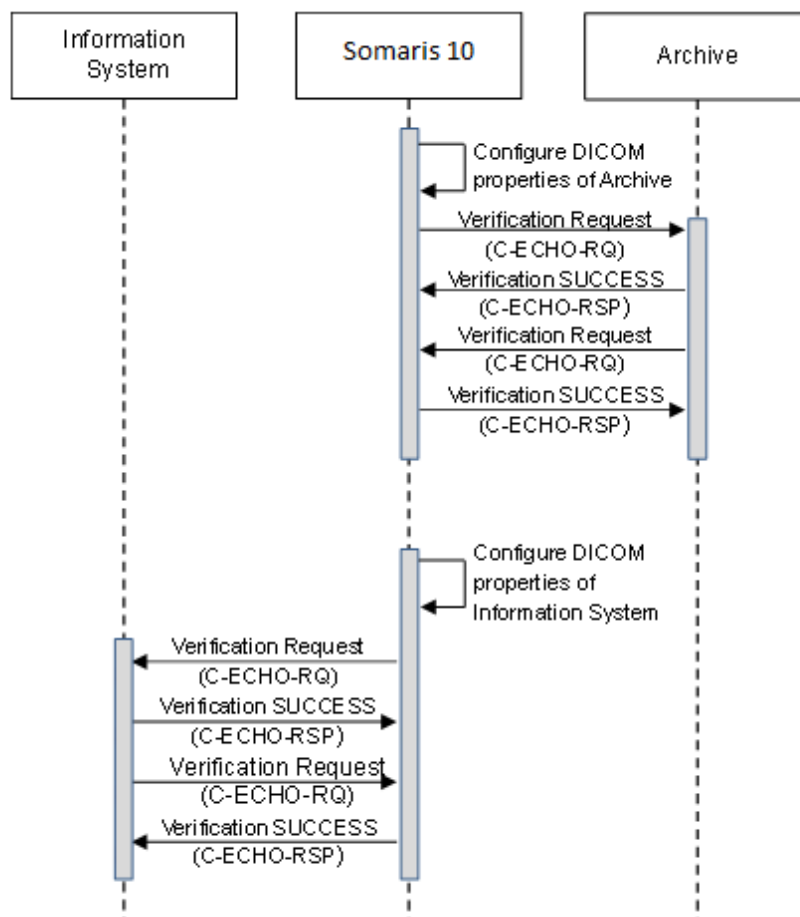 Information
System
Somaris 10
Archive
Configure DICOM
properties of Archive
Verification Request
(C-ECHO-RQ)
Verification SUCCESS
(C-ECHO-RSP)
Verification Request
(C-ECHO-RQ)
Verification SUCCESS
(C-ECHO-RSP)
Configure DICOM
properties of
Information System
Verification Request
(C-ECHO-RQ)
Verification SUCCESS
(C-ECHO-RSP)
Verification Request
(C-ECHO-RQ)
Verification SUCCESS
(C-ECHO-RSP)